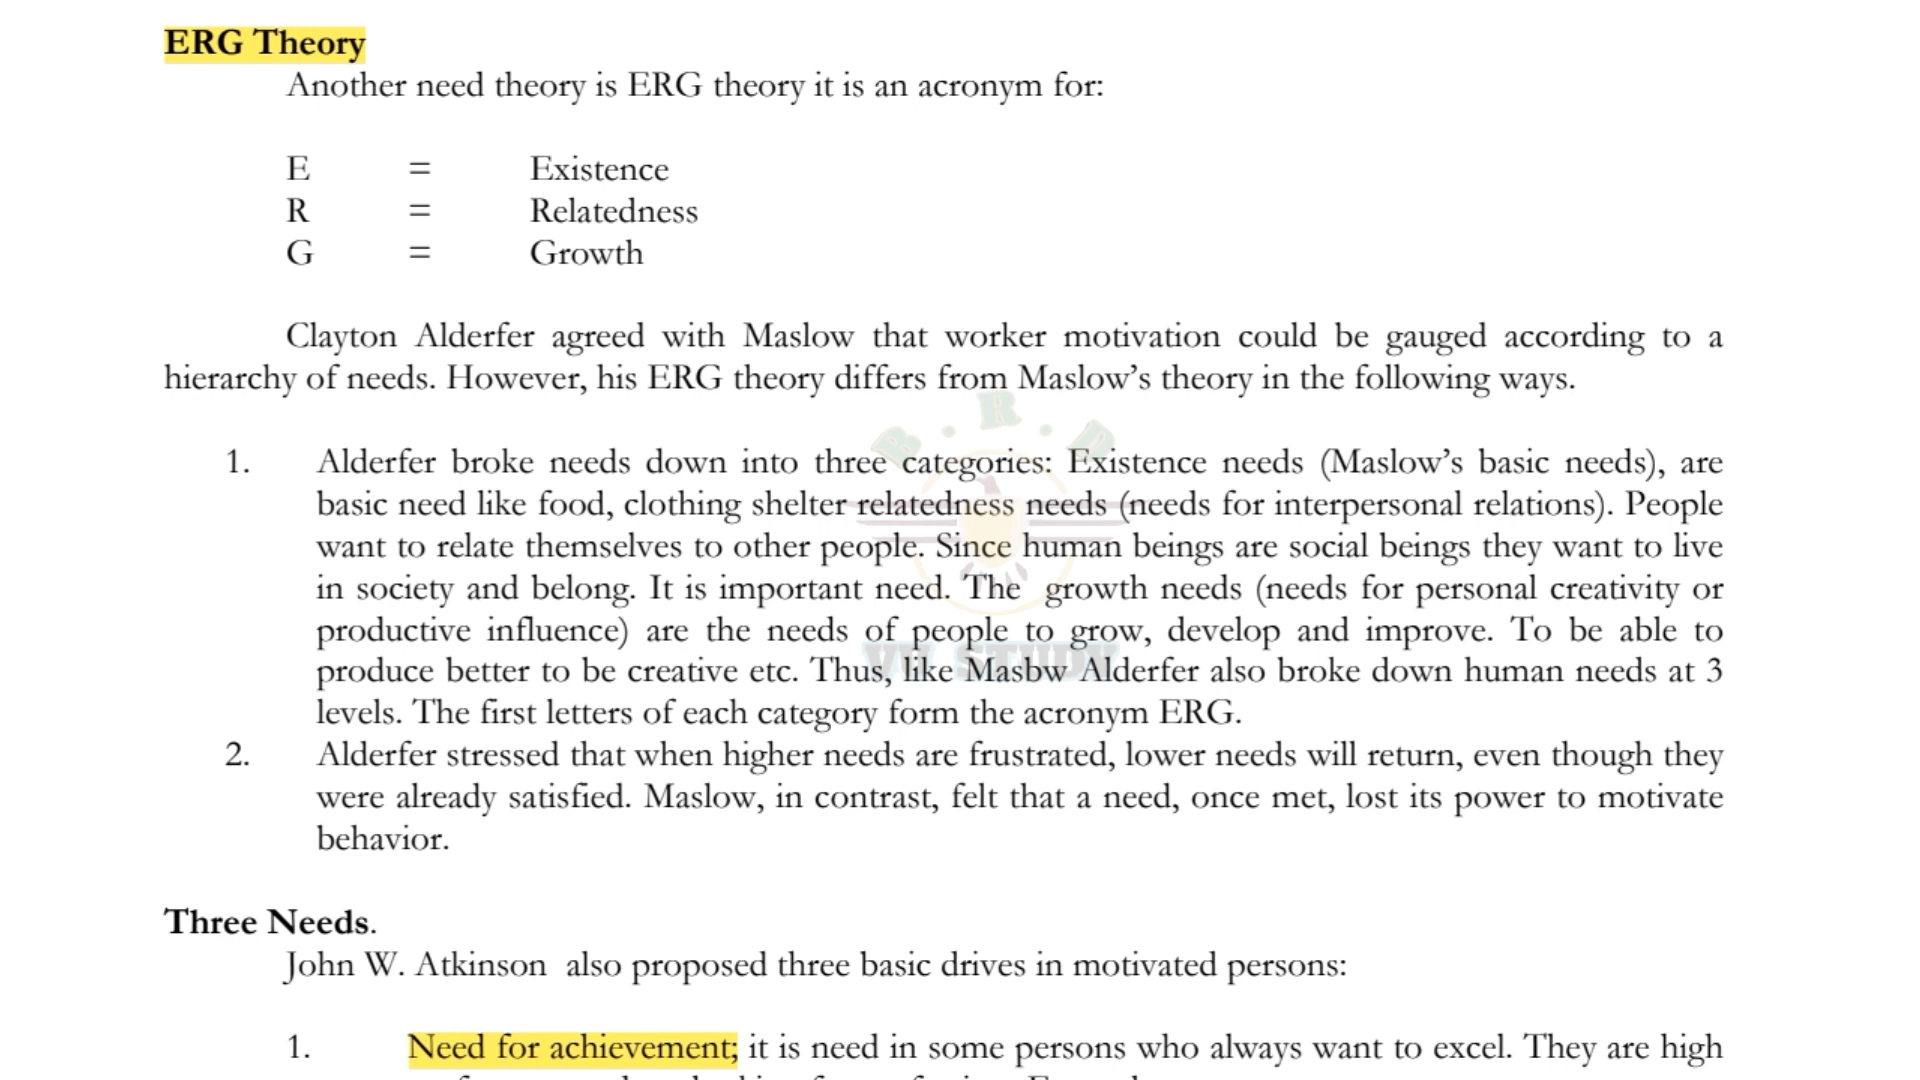 ERG Theory
Another need theory is ERG theory it is an acronym for:
E = Existence
R = Relatedness
G = Growth
Clayton Alderfer agreed with Maslow that worker motivation could be gauged according to a
hierarchy of needs. However, his ERG theory differs from Maslow’s theory in the following ways.
1. Alderfer broke needs down into three categories: Existence needs (Maslow’s basic needs), are
basic need like food, clothing shelter relatedness needs (needs for interpersonal relations). People
want to relate themselves to other people. Since human beings are social beings they want to live
in society and belong. It is important need. The growth needs (needs for personal creativity or
productive influence) are the needs of people to grow, develop and improve. To be able to
produce better to be creative etc. Thus, like Masbw Alderfer also broke down human needs at 3
levels. The first letters of each category form the acronym ERG.
2. Alderfer stressed that when higher needs are frustrated, lower needs will return, even though they
were already satisfied. Maslow, in contrast, felt that a need, once met, lost its power to motivate
behavior.
Three Needs.
John W. Atkinson also proposed three basic drives in motivated persons:
1. Need for achievement; it is need in some persons who always want to excel. They are high
B.R.D
VU STUDY